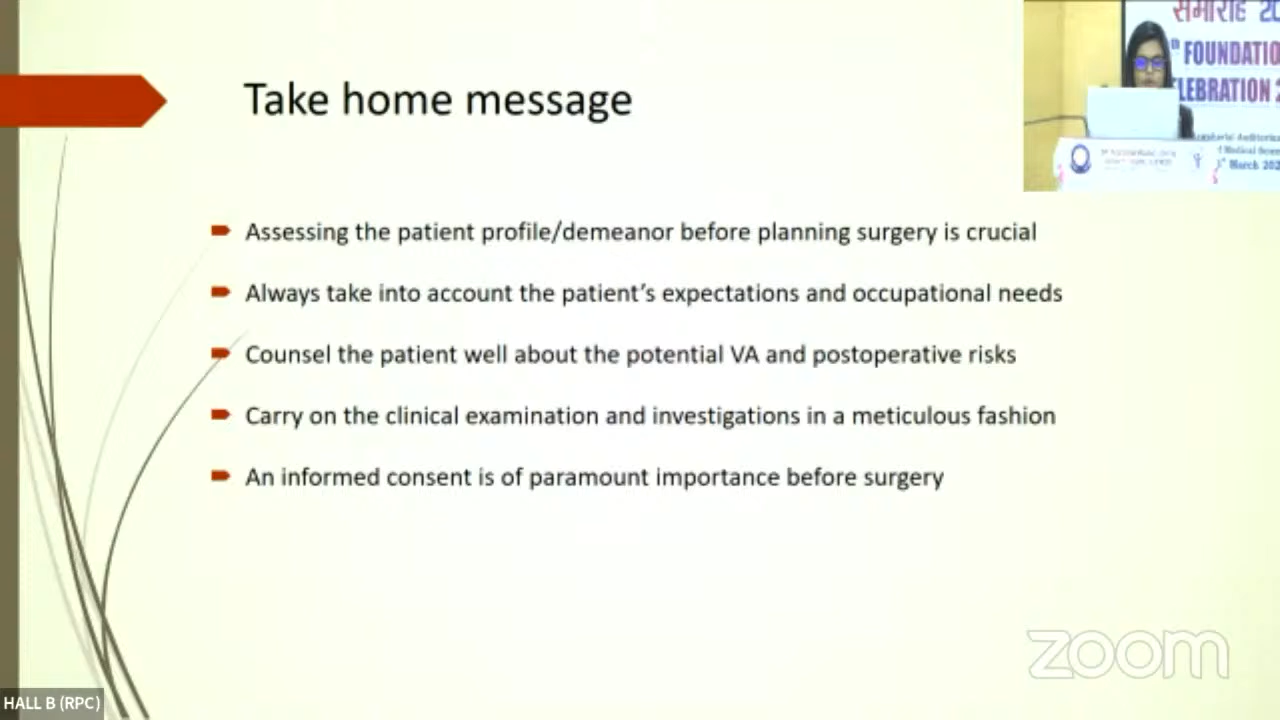 Take home message
Assessing the patient profile/demeanor before planning surgery is crucial
Always take into account the patient's expectations and occupational needs
Counsel the patient well about the potential VA and postoperative risks
Carry on the clinical examination and investigations in a meticulous fashion
An informed consent is of paramount importance before surgery
समारोह 20
FOUNDATIO
LEBRATION 2
March 202
zoom
HALL B (RPC)